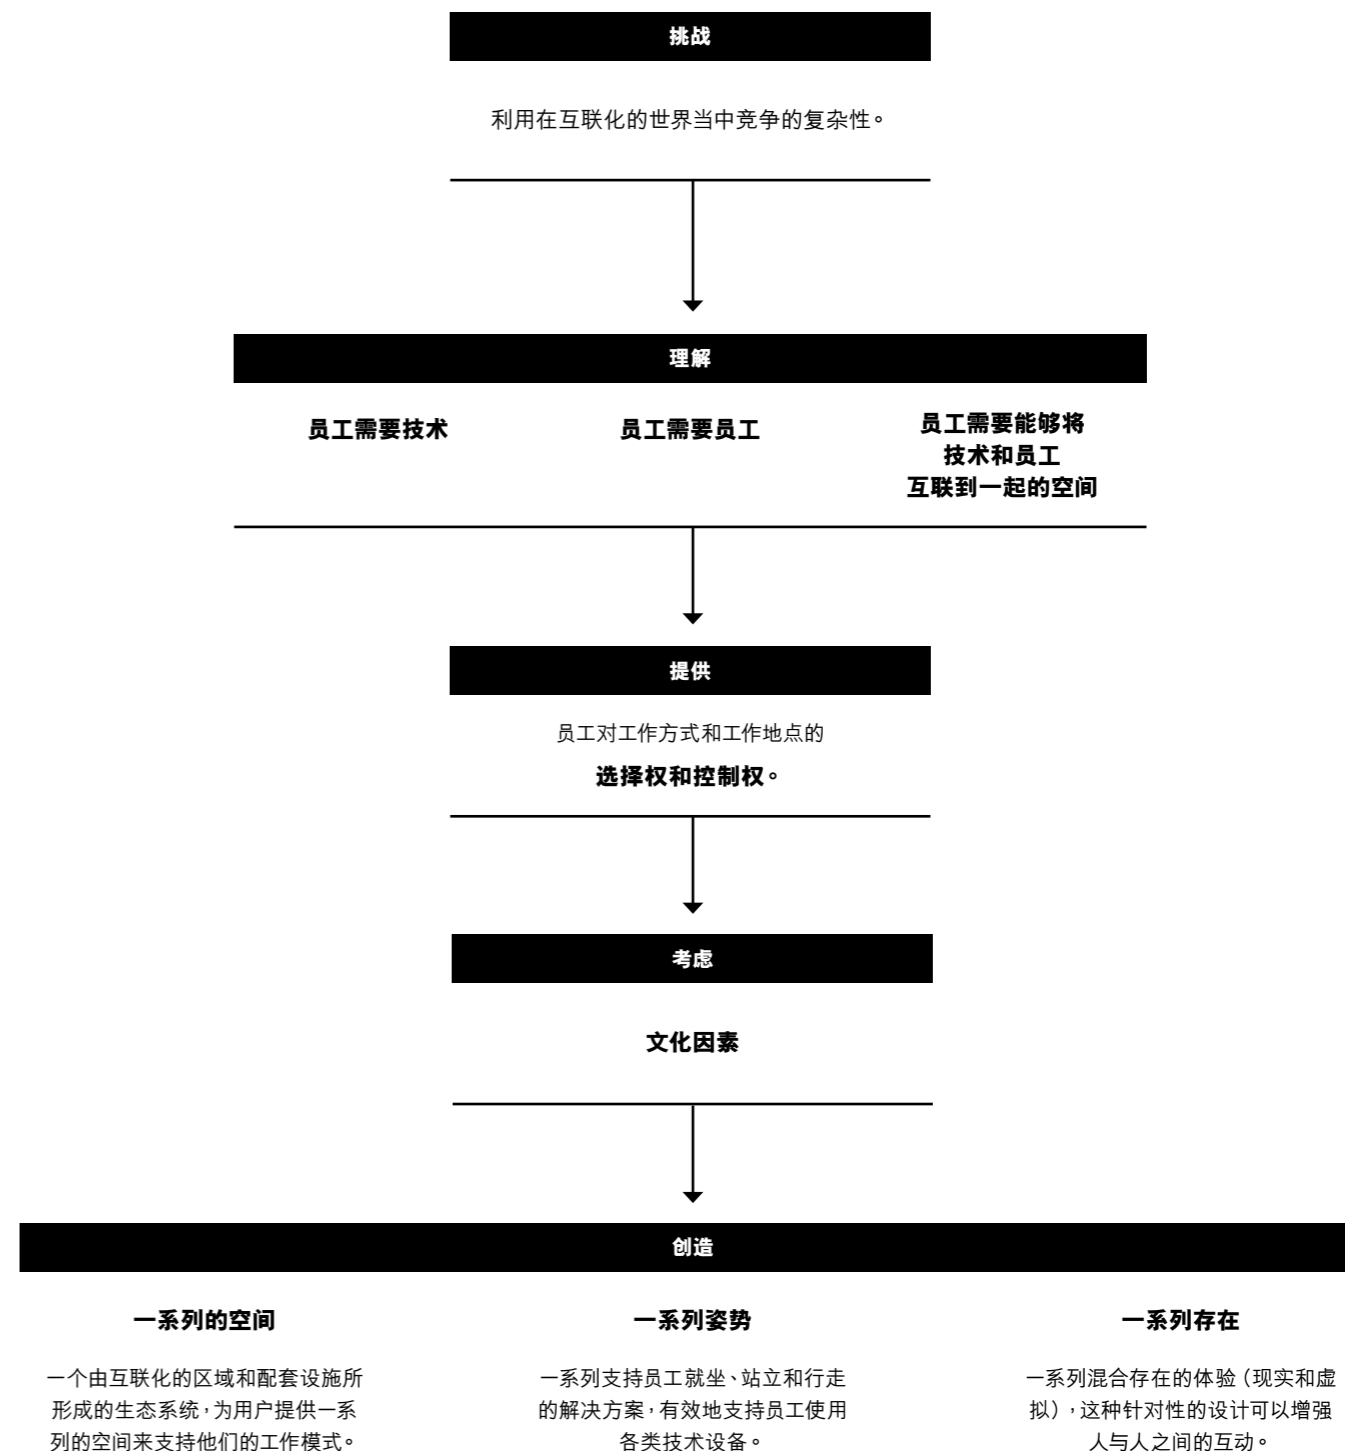 挑战
利用在互联化的世界当中竞争的复杂性。
理解
员工需要技术
员工需要员工
员工需要能够将
技术和员工
互联到一起的空间
提供
员工对工作方式和工作地点的
选择权和控制权。
考虑
文化因素
创造
一系列的空间
一个由互联化的区域和配套设施所
形成的生态系统，为用户提供一系
列的空间来支持他们的工作模式。
一系列姿势
一系列支持员工就坐、站立和行走
的解决方案，有效地支持员工使用
各类技术设备。
一系列存在
一系列混合存在的体验（现实和虚
拟），这种针对性的设计可以增强
人与人之间的互动。